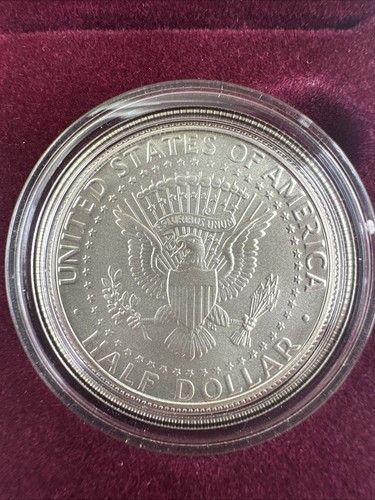 UNITED STATES OF AMERICA
E PLURIBUS UNUM
HALF DOLLAR